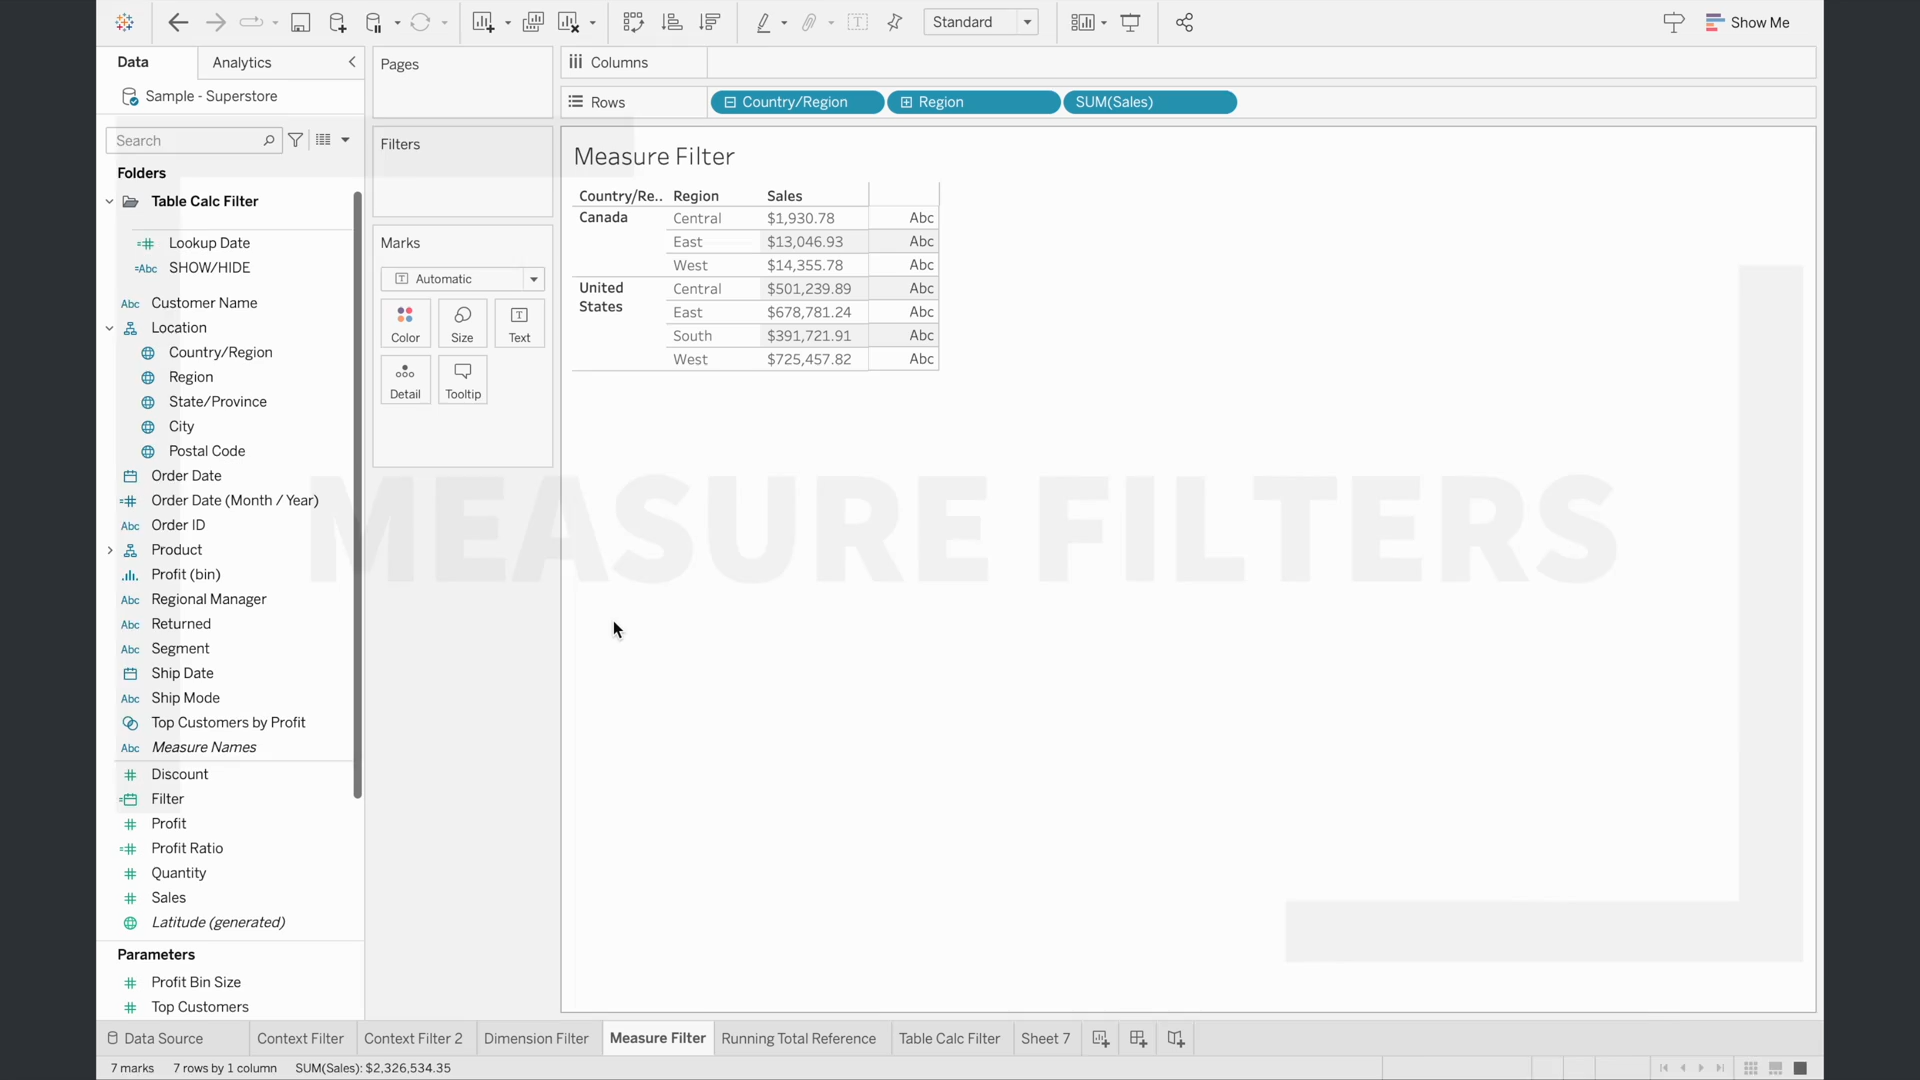 Standard
Show Me
Data
Analytics
Pages
Columns
Sample - Superstore
Rows
Country/Region
Region
SUM(Sales)
Search
Filters
Measure Filter
Folders
Table Calc Filter
Lookup Date
Abc SHOW/HIDE
Abc Customer Name
Location
Country/Region
Region
State/Province
City
Postal Code
Order Date
Order Date (Month / Year)
Abc Order ID
Product
Profit (bin)
Abc Regional Manager
Abc Returned
Abc Segment
Ship Date
Abc Ship Mode
Top Customers by Profit
Abc Measure Names
Discount
Filter
Profit
Profit Ratio
Quantity
Sales
Latitude (generated)
Parameters
Profit Bin Size
Top Customers
Marks
Automatic
Color
Size
Text
Detail
Tooltip
Country/Re.. Region Sales
Canada Central $1,930.78 Abc
East $13,046.93 Abc
West $14,355.78 Abc
United States Central $501,239.89 Abc
East $678,781.24 Abc
South $391,721.91 Abc
West $725,457.82 Abc
MEASURE FILTERS
Data Source
Context Filter
Context Filter 2
Dimension Filter
Measure Filter
Running Total Reference
Table Calc Filter
Sheet 7
7 marks
7 rows by 1 column
SUM(Sales): $2,326,534.35